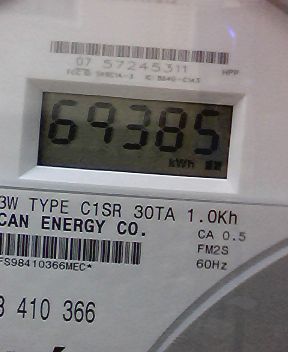 07 57245311
HPP
69385
kWh
3W TYPE C1SR 30TA 1.0Kh
CAN ENERGY CO.
CA 0.5
FM2S
FS98410366MEC*
60Hz
3 410 366